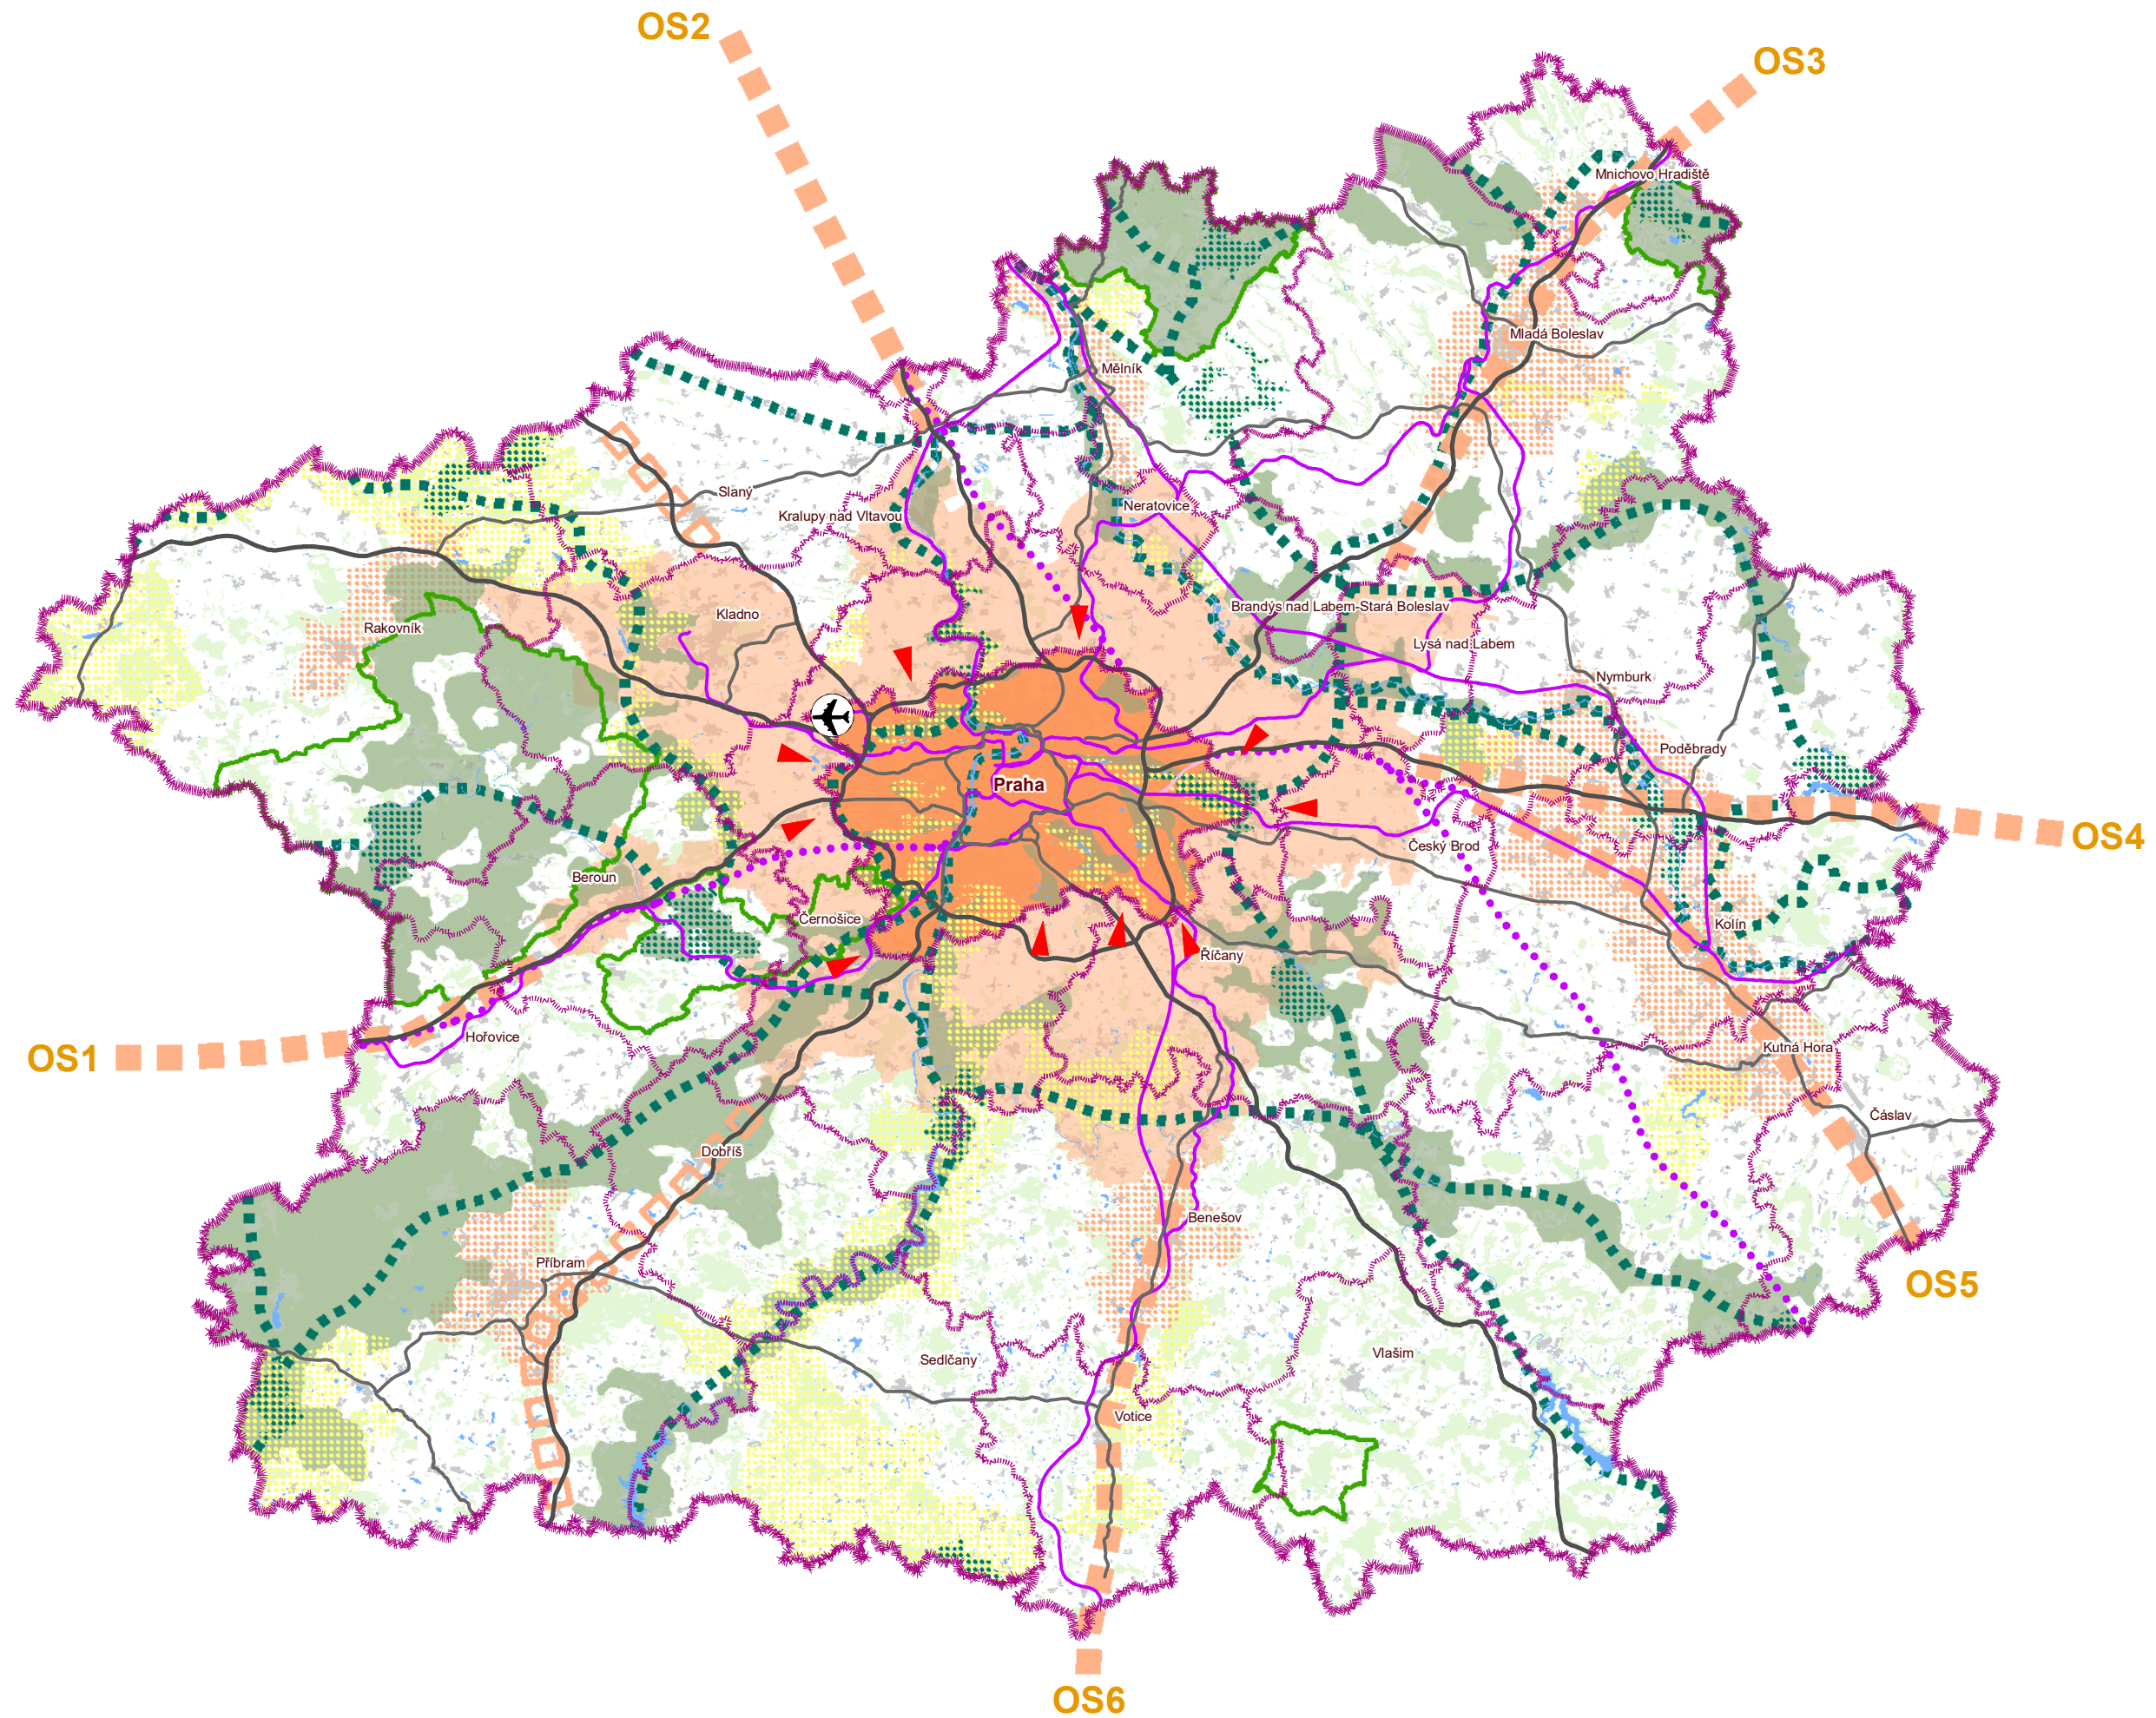 OS2
OS3
Mnichovo Hradiště
Mladá Boleslav
Mělník
Slaný
Neratovice
Kralupy nad Vltavou
Brandýs nad Labem-Stará Boleslav
Kladno
Rakovník
Lysá nad Labem
Nymburk
Poděbrady
Praha
OS4
Český Brod
Beroun
Černošice
Kolín
Říčany
Hořovice
Kutná Hora
OS1
Čáslav
Dobříš
Benešov
Příbram
OS5
Vlašim
Sedlčany
Votice
OS6